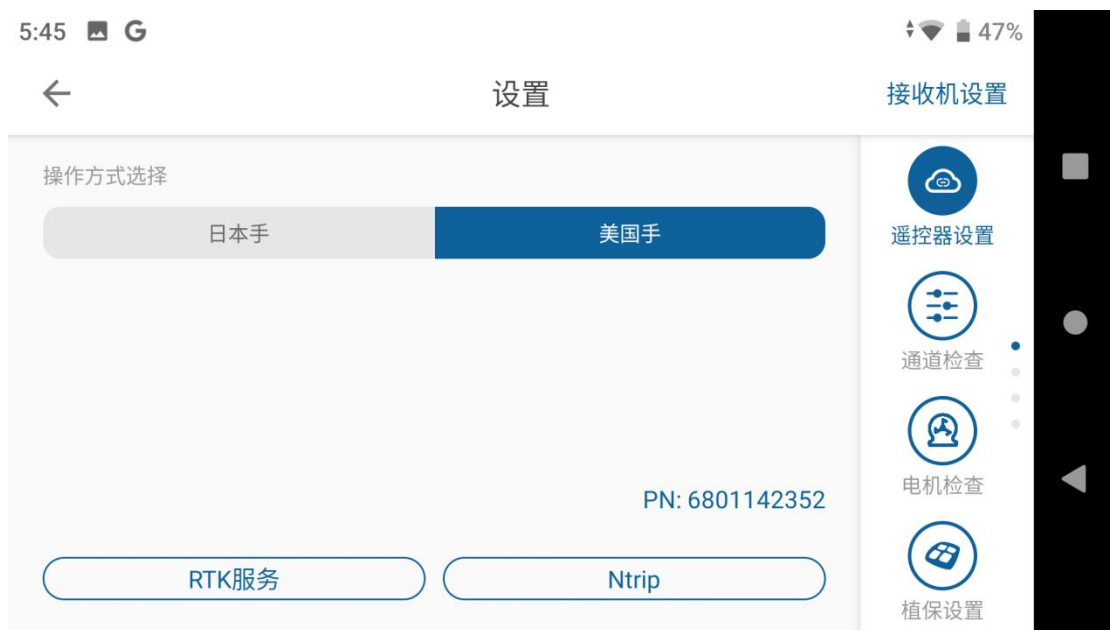 5:45 G 47%
设置 接收机设置
操作方式选择
日本手 美国手
遥控器设置
通道检查
电机检查
PN: 6801142352
RTK服务 Ntrip
植保设置